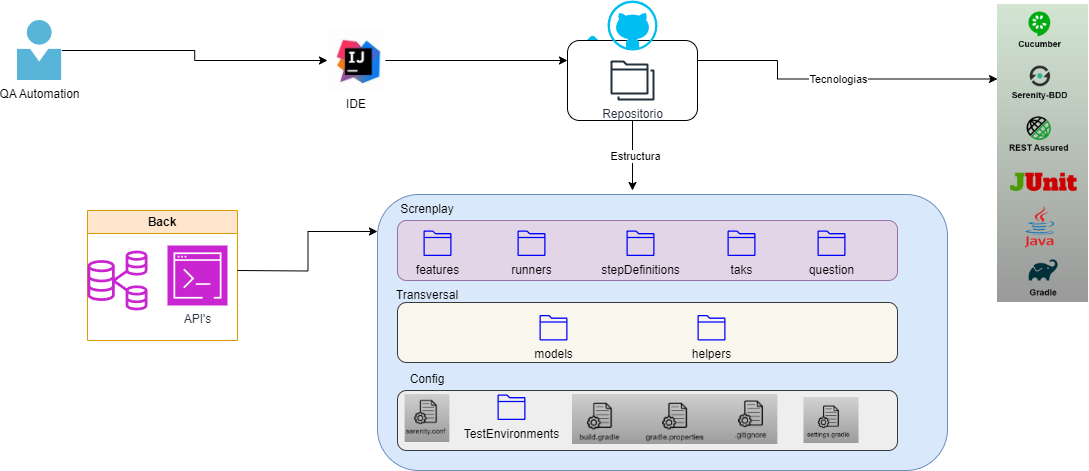 QA Automation
IJ
IDE
Repositorio
Tecnologias
Estructura
Cucumber
Serenity-BDD
REST Assured
JUnit
Java
Gradle
Back
API's
Screnplay
features
runners
stepDefinitions
taks
question
Transversal
models
helpers
Config
serenity.conf
TestEnvironments
build.gradle
gradle.properties
.gitignore
settings.gradle